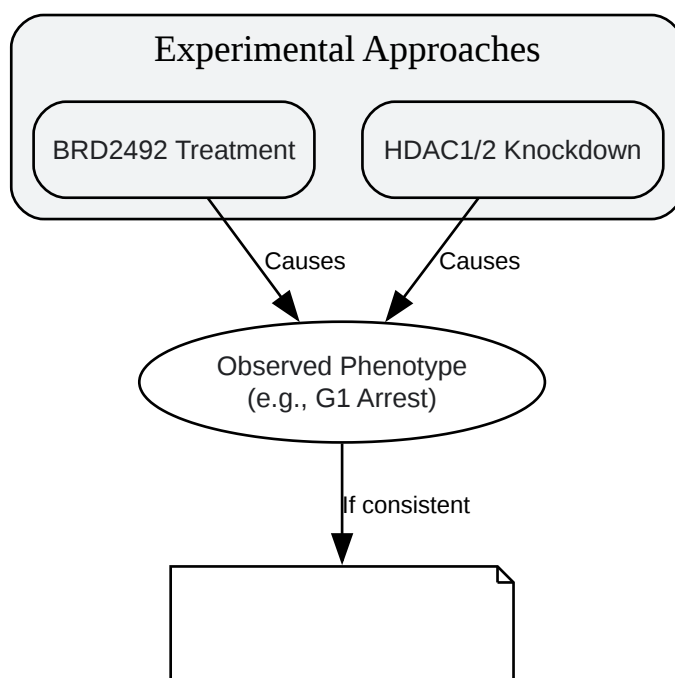 Experimental Approaches
BRD2492 Treatment
HDAC1/2 Knockdown
Causes
Causes
Observed Phenotype
(e.g., G1 Arrest)
If consistent